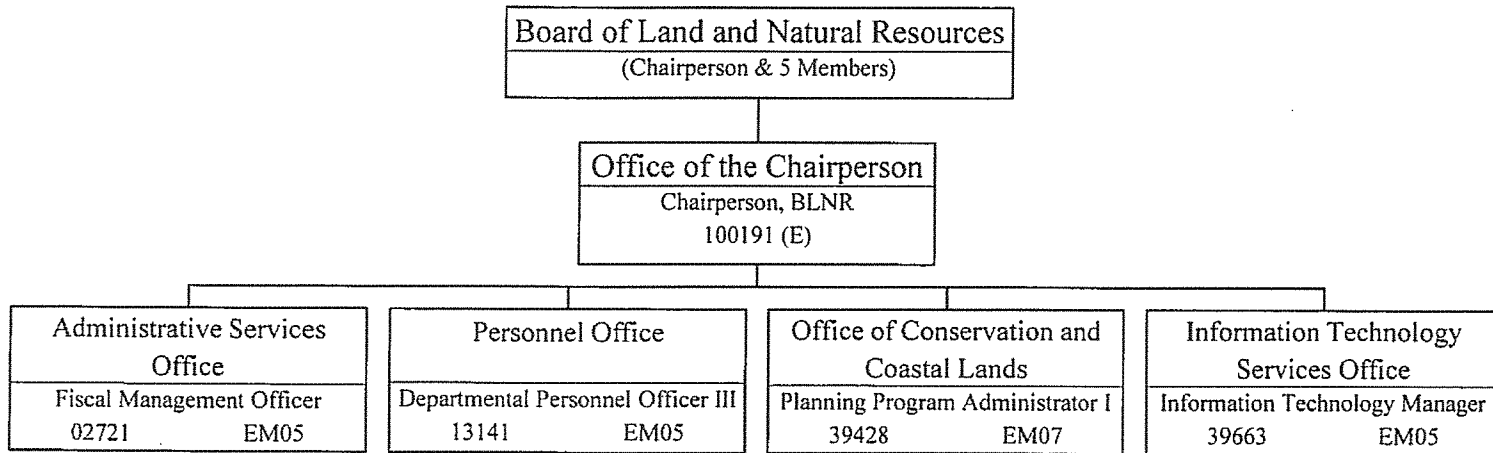 Board of Land and Natural Resources
(Chairperson & 5 Members)
Office of the Chairperson
Chairperson, BLNR
100191 (E)
Administrative Services
Office
Fiscal Management Officer
02721 EM05
Personnel Office
Departmental Personnel Officer III
13141 EM05
Office of Conservation and
Coastal Lands
Planning Program Administrator I
39428 EM07
Information Technology
Services Office
Information Technology Manager
39663 EM05